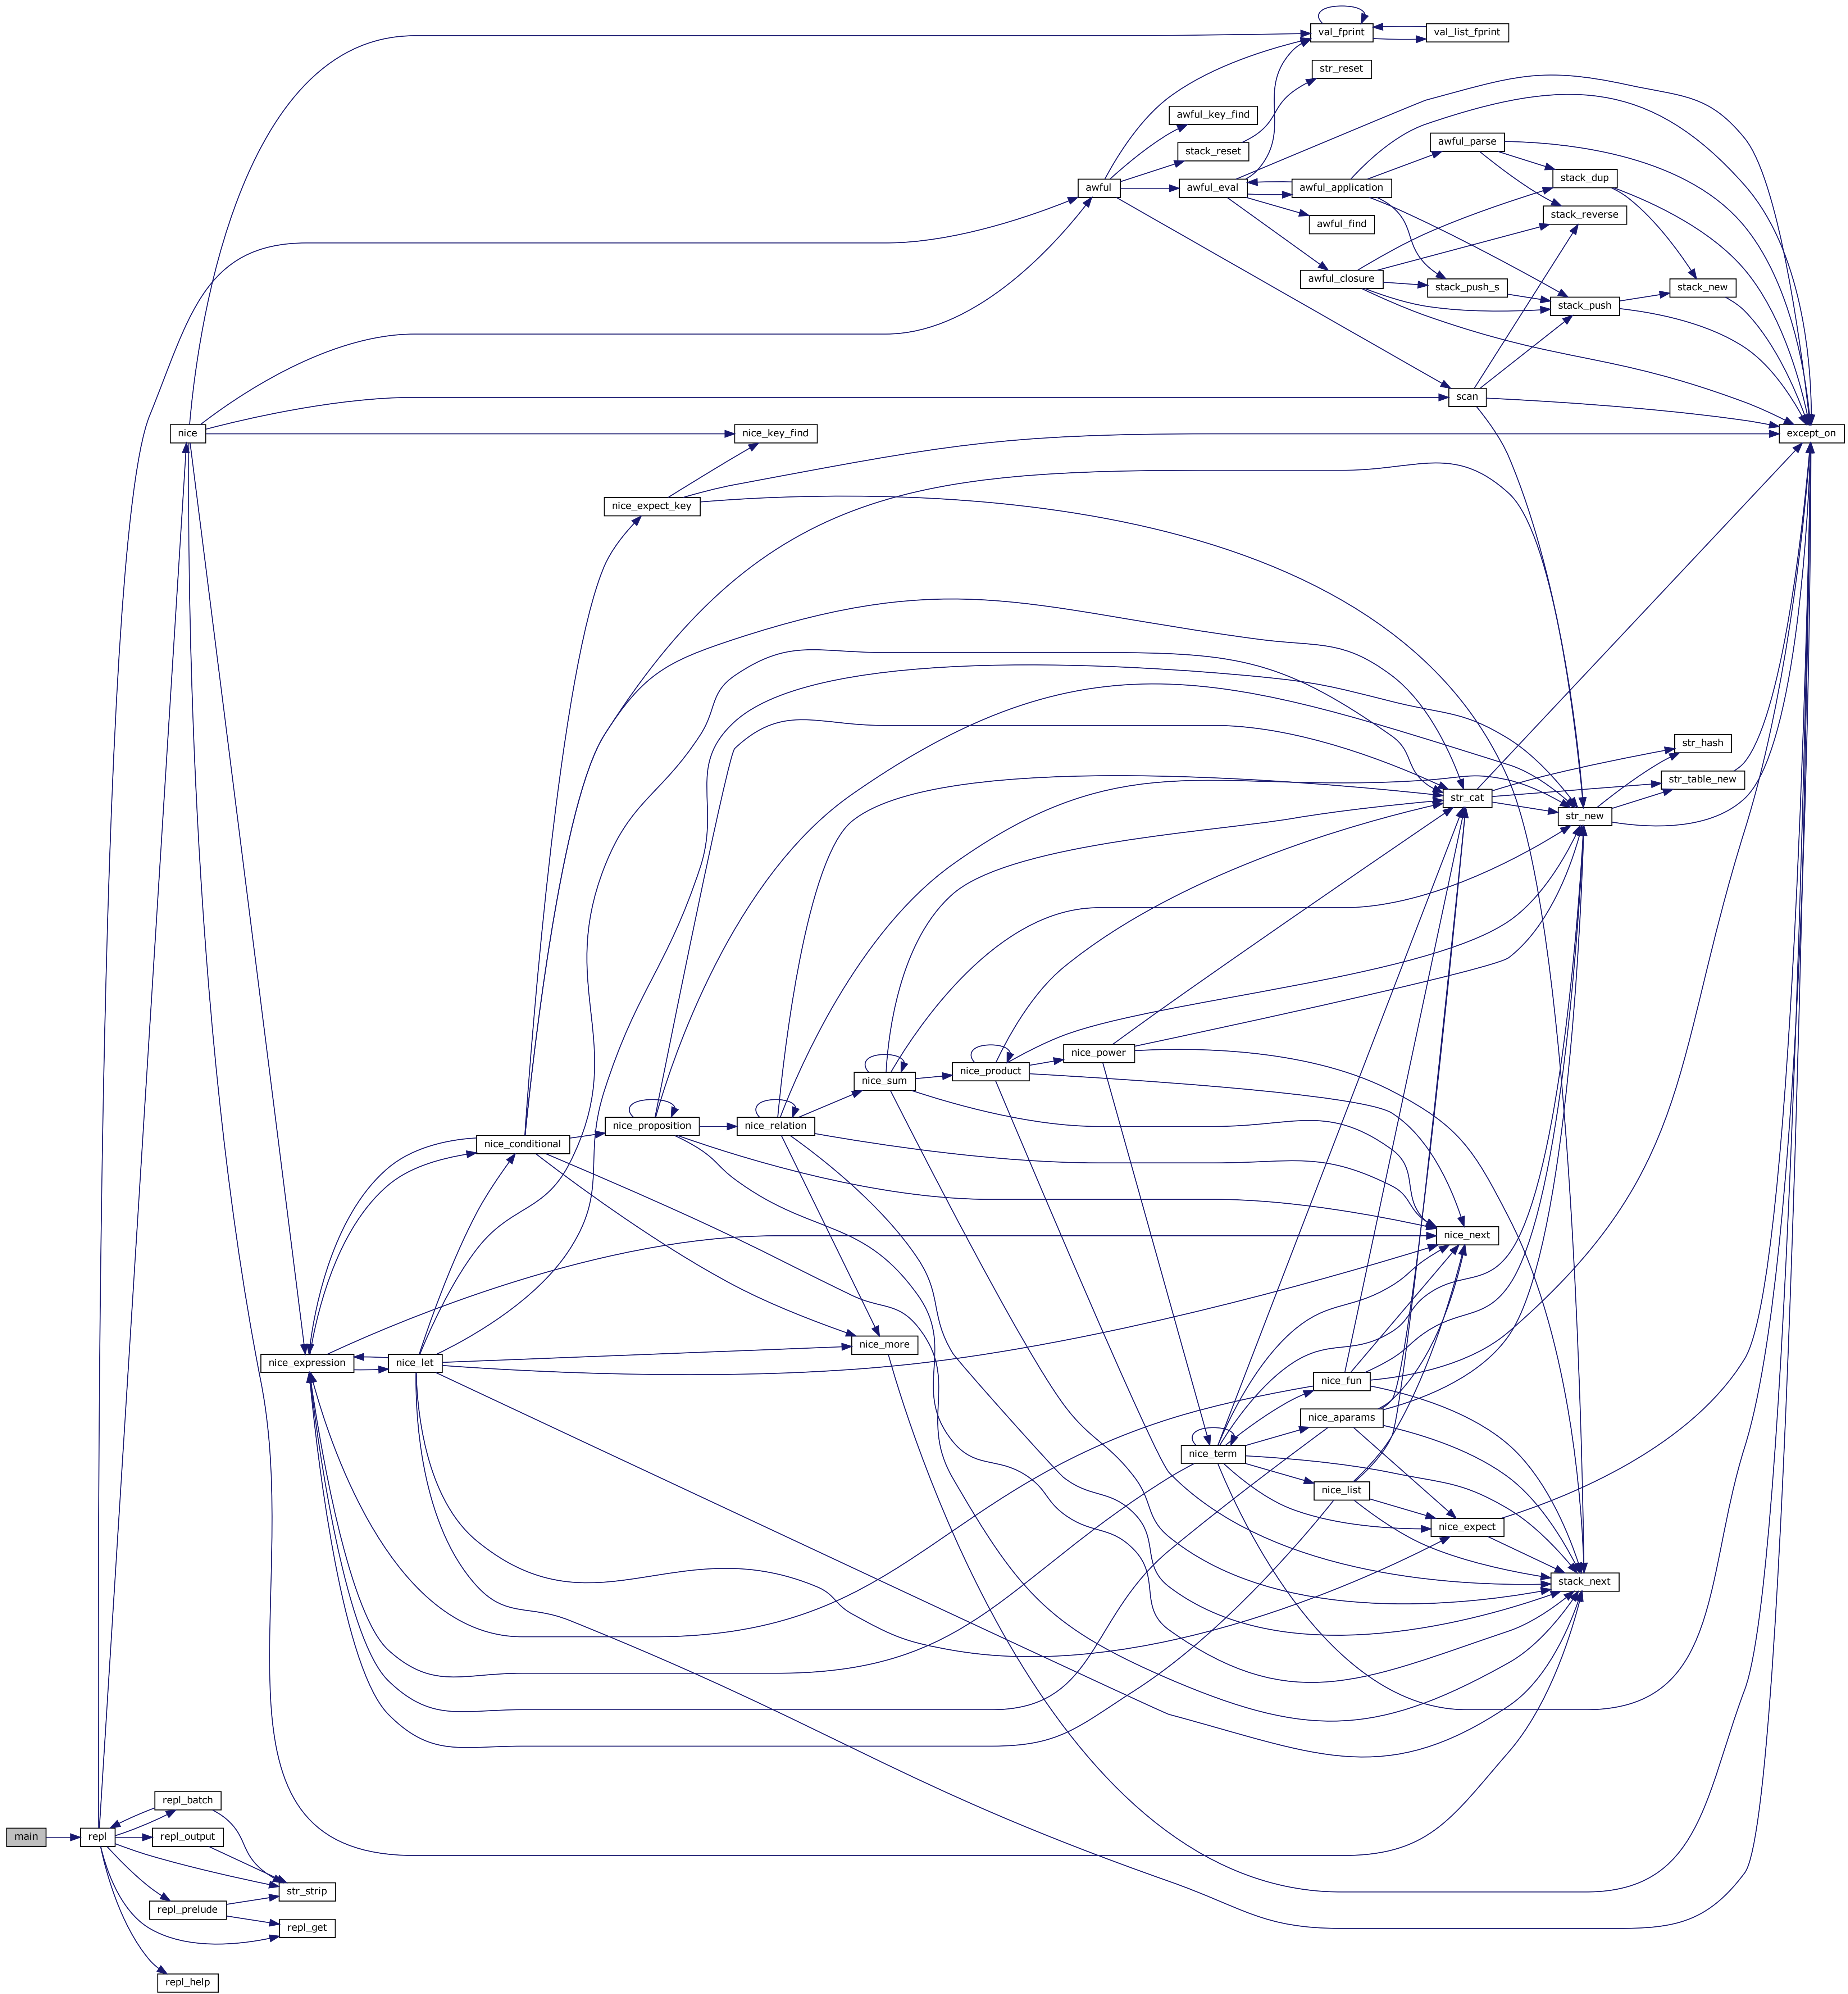 val_fprint
val_list_fprint
str_reset
awful_key_find
awful_parse
stack_reset
stack_dup
awful
awful_eval
awful_application
stack_reverse
awful_find
awful_closure
stack_push_s
stack_new
stack_push
scan
nice
nice_key_find
except_on
nice_expect_key
str_hash
str_table_new
str_cat
str_new
nice_power
nice_product
nice_sum
nice_proposition
nice_relation
nice_conditional
nice_next
nice_more
nice_expression
nice_let
nice_fun
nice_aparams
nice_term
nice_list
nice_expect
stack_next
repl_batch
main
repl
repl_output
str_strip
repl_prelude
repl_get
repl_help